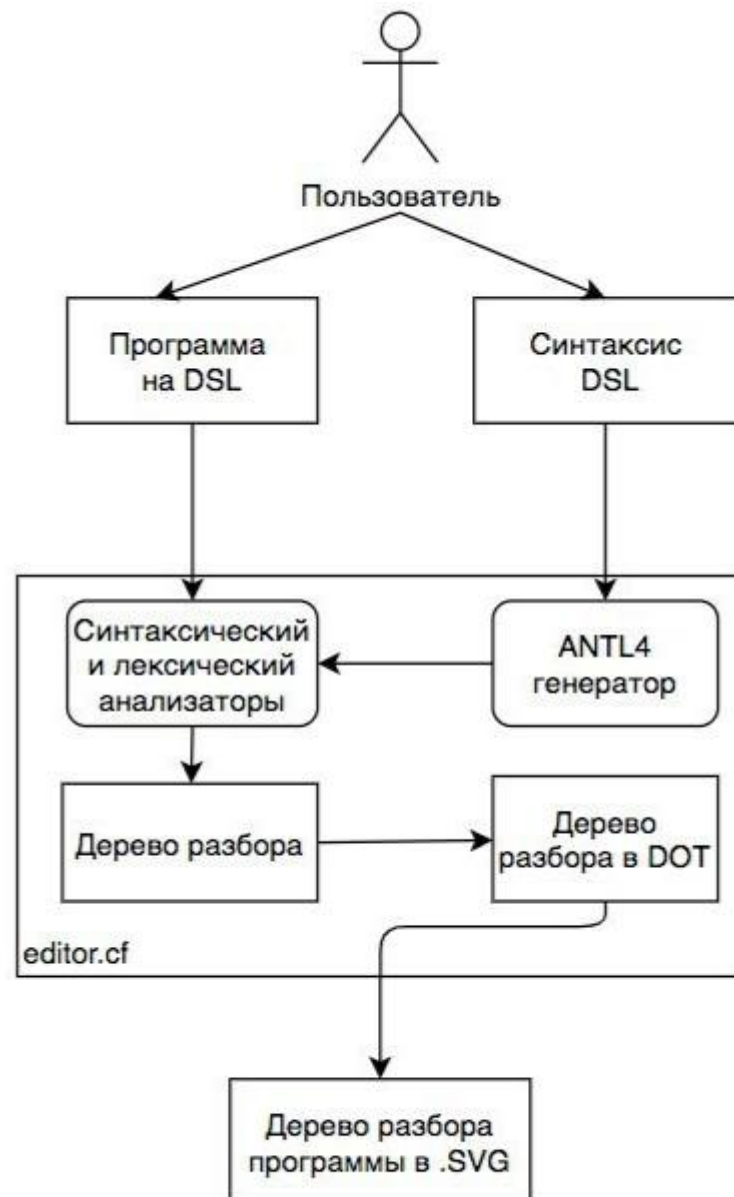 Пользователь
Программа
на DSL
Синтаксис
DSL
Синтаксический
и лексический
анализаторы
ANTL4
генератор
Дерево разбора
Дерево
разбора в DOT
editor.cf
Дерево разбора
программы в .SVG